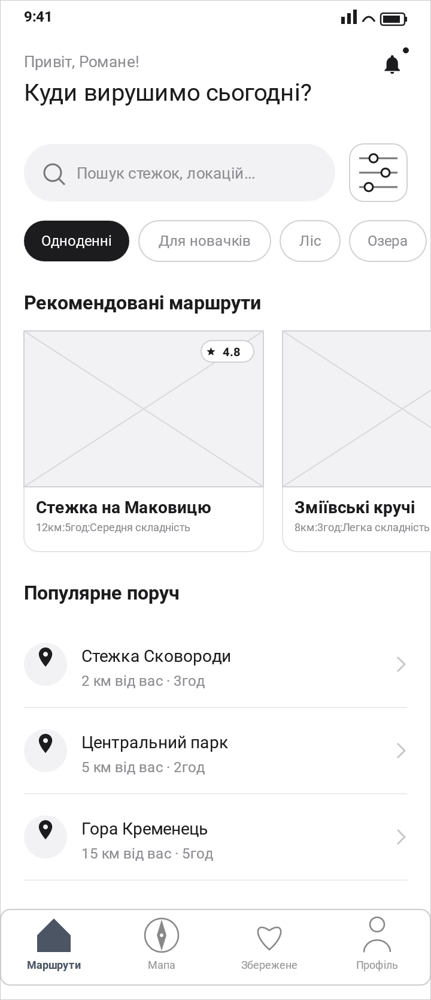 9:41
Привіт, Романе!
Куди вирушимо сьогодні?
Пошук стежок, локацій...
Одноденні
Для новачків
Ліс
Озера
Рекомендовані маршрути
4.8
Стежка на Маковицю
12км:5год:Середня складність
Зміївські кручі
8км:3год:Легка складність
Популярне поруч
Стежка Сковороди
2 км від вас · 3год
Центральний парк
5 км від вас · 2год
Гора Кременець
15 км від вас · 5год
Маршрути
Мапа
Збережене
Профіль